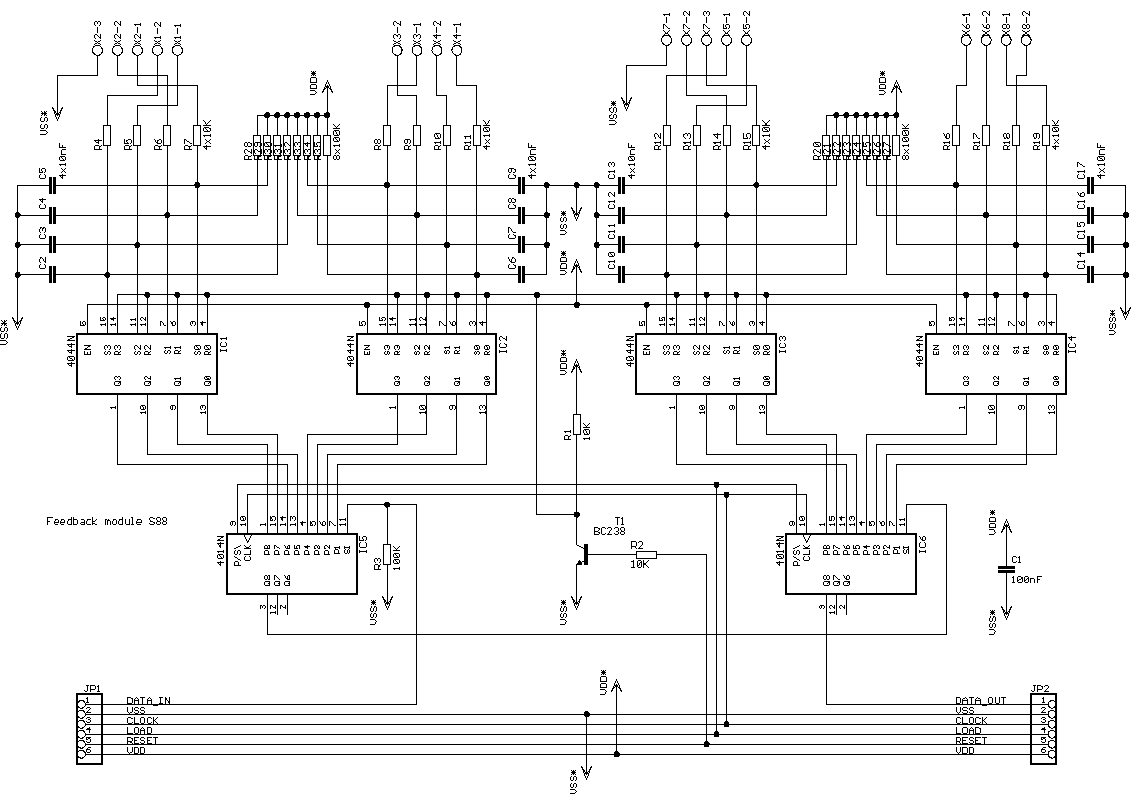 X2-3 X2-2 X2-1 X1-2 X1-1
X3-2 X3-1 X4-2 X4-1
X7-1 X7-2 X7-3 X5-1 X5-2
X6-1 X6-2 X8-1 X8-2
VSS*
VDD*
VSS*
VDD*
R4 R5 R6 R7 4x10K
R28 R29 R30 R31 R32 R33 R34 R35 8x100K
R8 R9 R10 R11 4x10K
R12 R13 R14 R15 4x10K
R20 R21 R22 R23 R24 R25 R26 R27 8x100K
R16 R17 R18 R19 4x10K
C5 4x10nF
C4
C3
C2
C9 4x10nF
C8
C7
C6
C13 4x10nF
C12
C11
C10
C17 4x10nF
C16
C15
C14
VSS*
VDD*
VSS*
VSS*
5 15 14 11 12 7 6 3 4
5 15 14 11 12 7 6 3 4
5 15 14 11 12 7 6 3 4
5 15 14 11 12 7 6 3 4
4044N EN S3 R3 S2 R2 S1 R1 S0 R0 IC1
Q3 Q2 Q1 Q0
4044N EN S3 R3 S2 R2 S1 R1 S0 R0 IC2
Q3 Q2 Q1 Q0
4044N EN S3 R3 S2 R2 S1 R1 S0 R0 IC3
Q3 Q2 Q1 Q0
4044N EN S3 R3 S2 R2 S1 R1 S0 R0 IC4
Q3 Q2 Q1 Q0
1 10 9 13
1 10 9 13
1 10 9 13
1 10 9 13
VDD*
R1 10K
Feedback module S88
9 10 1 15 14 13 4 5 6 7 11
4014N P/S\ CLK P8 P7 P6 P5 P4 P3 P2 P1 SI IC5
Q8 Q7 Q6
3 12 2
R3 100K
VSS*
T1
BC238
R2
10K
VSS*
9 10 1 15 14 13 4 5 6 7 11
4014N P/S\ CLK P8 P7 P6 P5 P4 P3 P2 P1 SI IC6
Q8 Q7 Q6
3 12 2
VDD*
C1
100nF
VSS*
VDD*
JP1
1 DATA_IN
2 VSS
3 CLOCK
4 LOAD
5 RESET
6 VDD
JP2
DATA_OUT 1
VSS 2
CLOCK 3
LOAD 4
RESET 5
VDD 6
VSS*